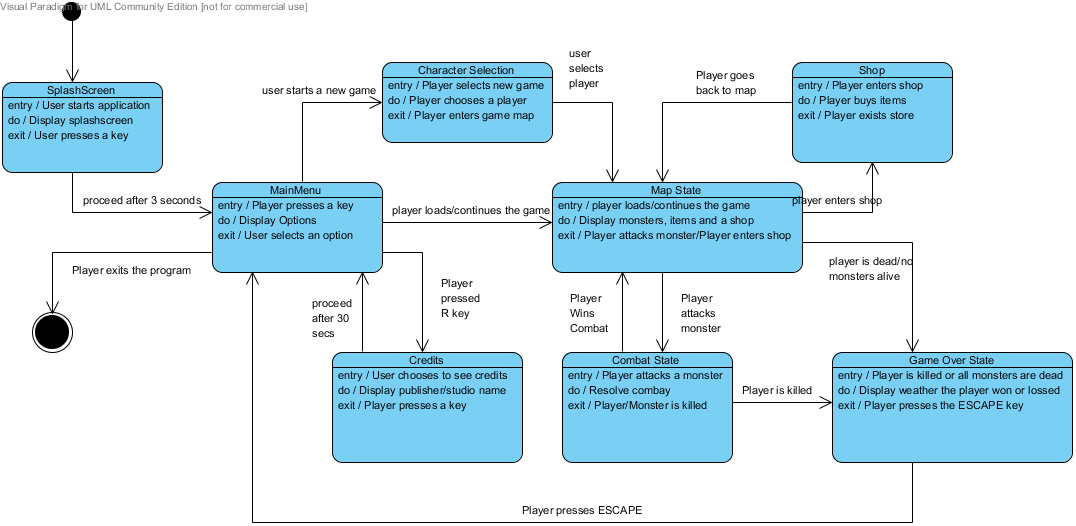 Visual Paradigm for UML Community Edition [not for commercial use]
SplashScreen
entry / User starts application
do / Display splashscreen
exit / User presses a key
proceed after 3 seconds
user starts a new game
Character Selection
entry / Player selects new game
do / Player chooses a player
exit / Player enters game map
user
selects
player
Player goes
back to map
Shop
entry / Player enters shop
do / Player buys items
exit / Player exists store
MainMenu
entry / Player presses a key
do / Display Options
exit / User selects an option
player loads/continues the game
Map State
entry / player loads/continues the game
do / Display monsters, items and a shop
exit / Player attacks monster/Player enters shop
player enters shop
Player exits the program
proceed
after 30
secs
Player
pressed
R key
Player
Wins
Combat
Player
attacks
monster
player is dead/no
monsters alive
Credits
entry / User chooses to see credits
do / Display publisher/studio name
exit / Player presses a key
Combat State
entry / Player attacks a monster
do / Resolve combay
exit / Player/Monster is killed
Player is killed
Game Over State
entry / Player is killed or all monsters are dead
do / Display weather the player won or lossed
exit / Player presses the ESCAPE key
Player presses ESCAPE